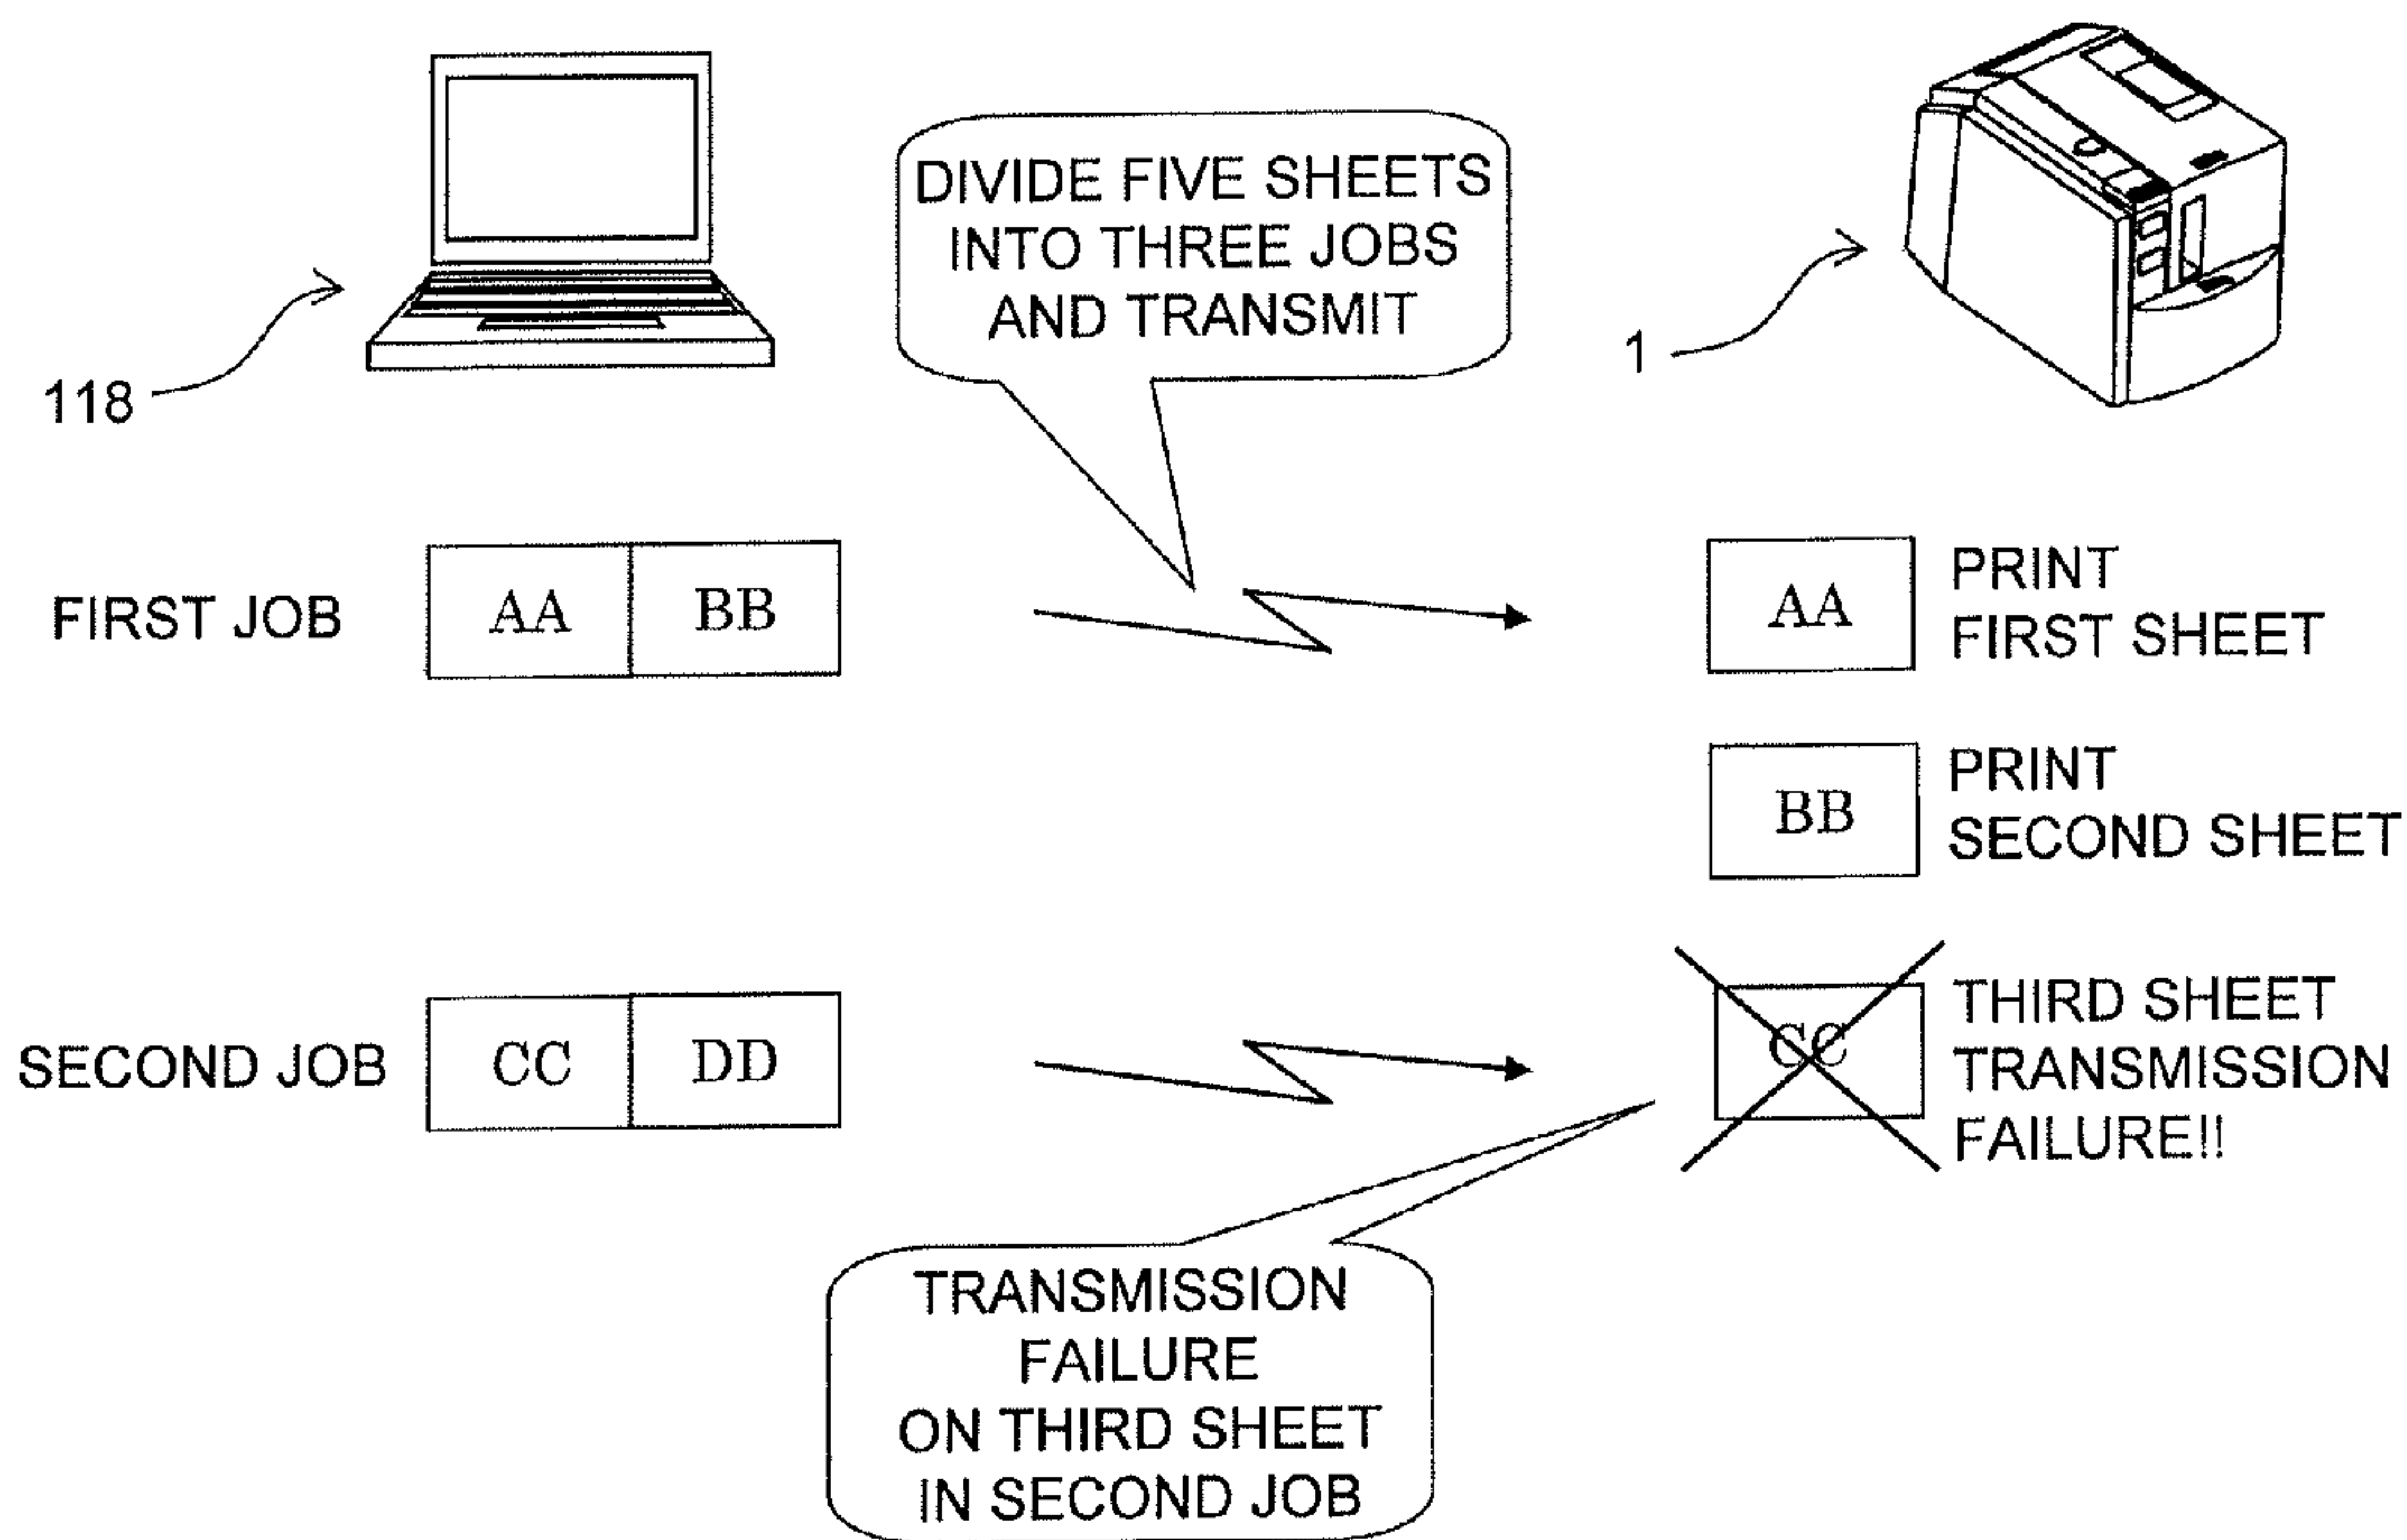 DIVIDE FIVE SHEETS
INTO THREE JOBS
AND TRANSMIT
118
1
FIRST JOB
AA
BB
AA
PRINT
FIRST SHEET
BB
PRINT
SECOND SHEET
SECOND JOB
CC
DD
CC
THIRD SHEET
TRANSMISSION
FAILURE!!
TRANSMISSION
FAILURE
ON THIRD SHEET
IN SECOND JOB